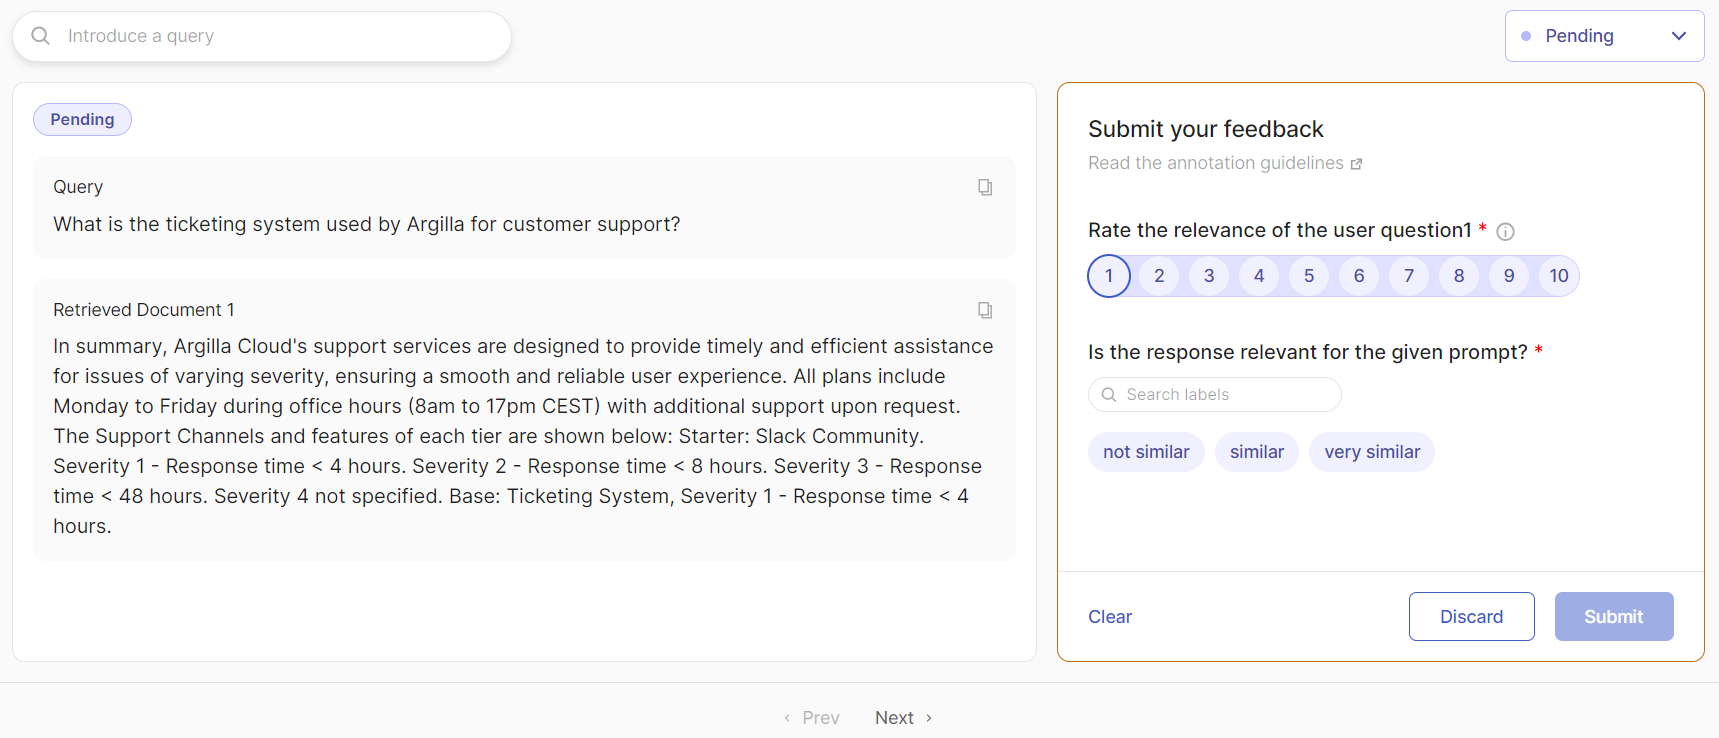 Introduce a query
Pending
Pending
Query
What is the ticketing system used by Argilla for customer support?
Retrieved Document 1
In summary, Argilla Cloud's support services are designed to provide timely and efficient assistance
for issues of varying severity, ensuring a smooth and reliable user experience. All plans include
Monday to Friday during office hours (8am to 17pm CEST) with additional support upon request.
The Support Channels and features of each tier are shown below: Starter: Slack Community.
Severity 1 - Response time < 4 hours. Severity 2 - Response time < 8 hours. Severity 3 - Response
time < 48 hours. Severity 4 not specified. Base: Ticketing System, Severity 1 - Response time < 4
hours.
Submit your feedback
Read the annotation guidelines
Rate the relevance of the user question1 *
1 2 3 4 5 6 7 8 9 10
Is the response relevant for the given prompt? *
Search labels
not similar similar very similar
Clear Discard Submit
‹ Prev Next ›